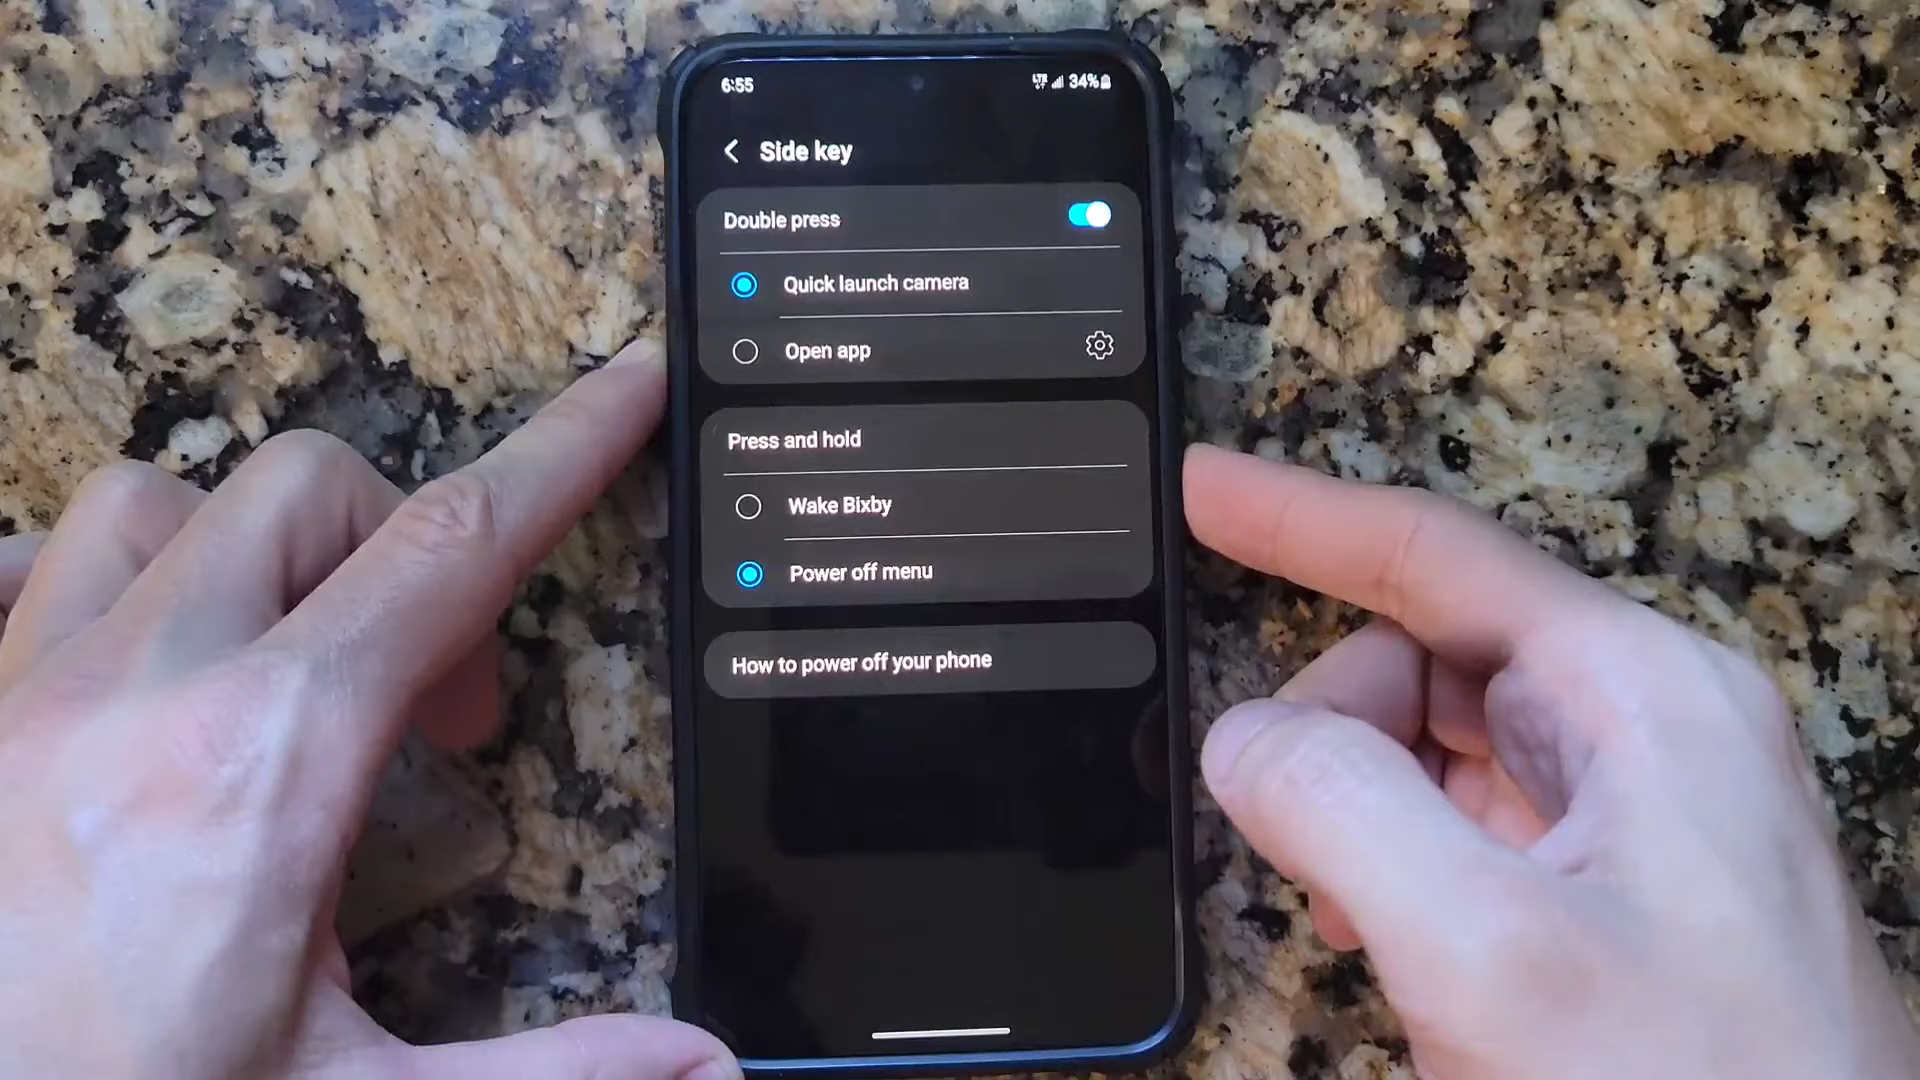 6:55
LTE 34%
Side key
Double press
Quick launch camera
Open app
Press and hold
Wake Bixby
Power off menu
How to power off your phone